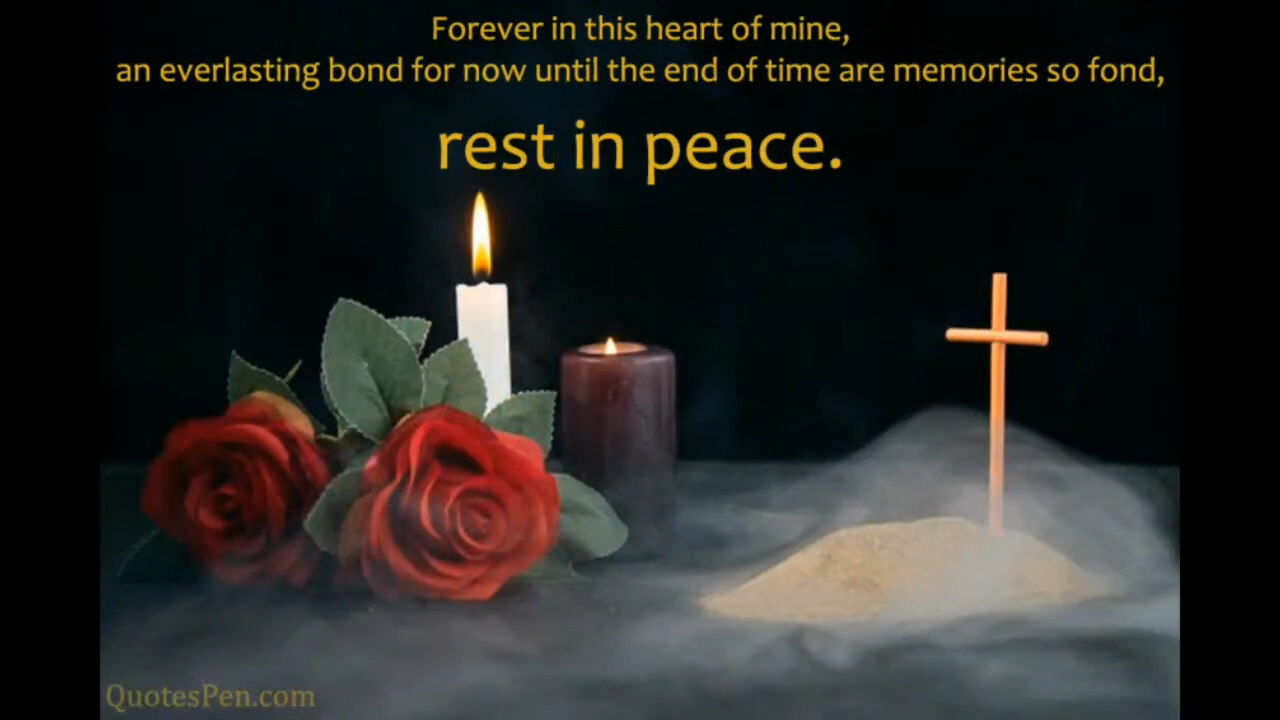 Forever in this heart of mine,
an everlasting bond for now until the end of time are memories so fond,
rest in peace.
QuotesPen.com